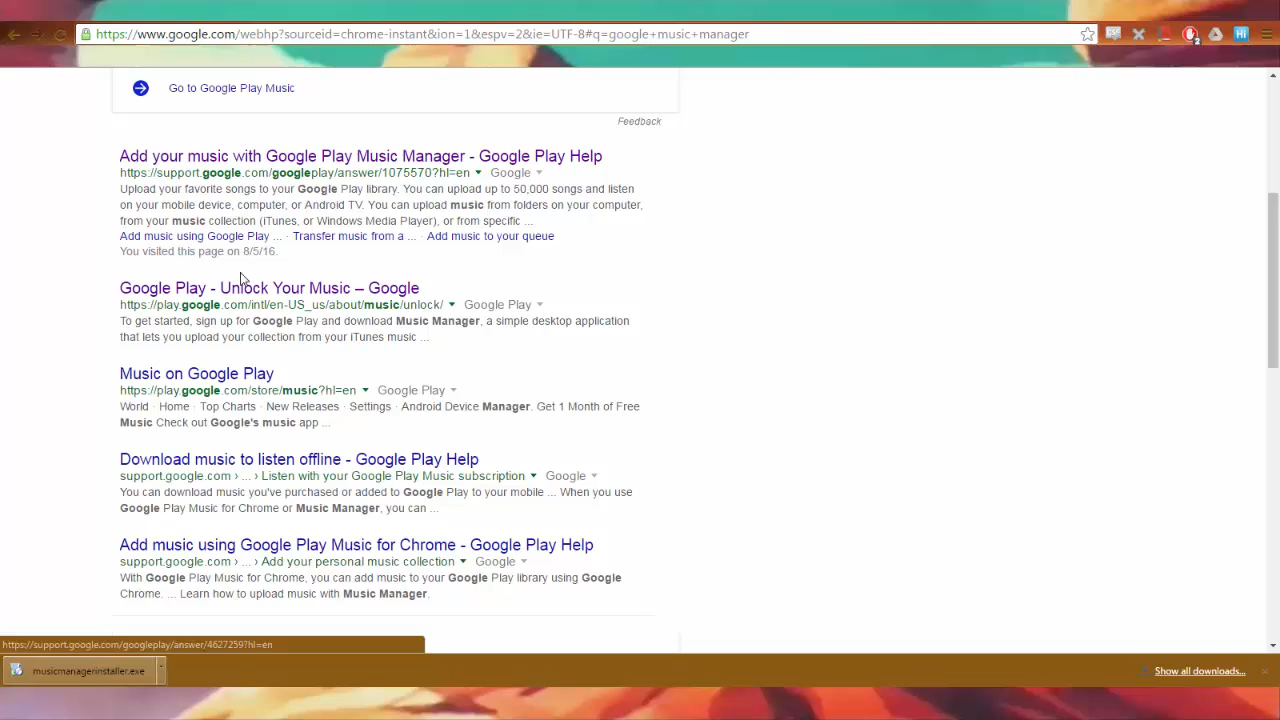 https://www.google.com/webhp?sourceid=chrome-instant&ion=1&espv=2&ie=UTF-8#q=google+music+manager
2
Hi
Go to Google Play Music
Feedback
Add your music with Google Play Music Manager - Google Play Help
https://support.google.com/googleplay/answer/1075570?hl=en Google
Upload your favorite songs to your Google Play library. You can upload up to 50,000 songs and listen
on your mobile device, computer, or Android TV. You can upload music from folders on your computer,
from your music collection (iTunes, or Windows Media Player), or from specific ...
Add music using Google Play ... · Transfer music from a ... · Add music to your queue
You visited this page on 8/5/16.
Google Play - Unlock Your Music – Google
https://play.google.com/intl/en-US_us/about/music/unlock/ Google Play
To get started, sign up for Google Play and download Music Manager, a simple desktop application
that lets you upload your collection from your iTunes music ...
Music on Google Play
https://play.google.com/store/music?hl=en Google Play
World · Home · Top Charts · New Releases · Settings · Android Device Manager. Get 1 Month of Free
Music Check out Google's music app ...
Download music to listen offline - Google Play Help
support.google.com › ... › Listen with your Google Play Music subscription Google
You can download music you've purchased or added to Google Play to your mobile ... When you use
Google Play Music for Chrome or Music Manager, you can ...
Add music using Google Play Music for Chrome - Google Play Help
support.google.com › ... › Add your personal music collection Google
With Google Play Music for Chrome, you can add music to your Google Play library using Google
Chrome. ... Learn how to upload music with Music Manager.
https://support.google.com/googleplay/answer/4627259?hl=en
musicmanagerinstaller.exe
Show all downloads...